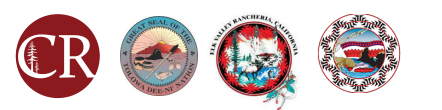 CR
GREAT SEAL OF THE
TOLOWA DEE-NI' NATION
ELK VALLEY RANCHERIA, CALIFORNIA